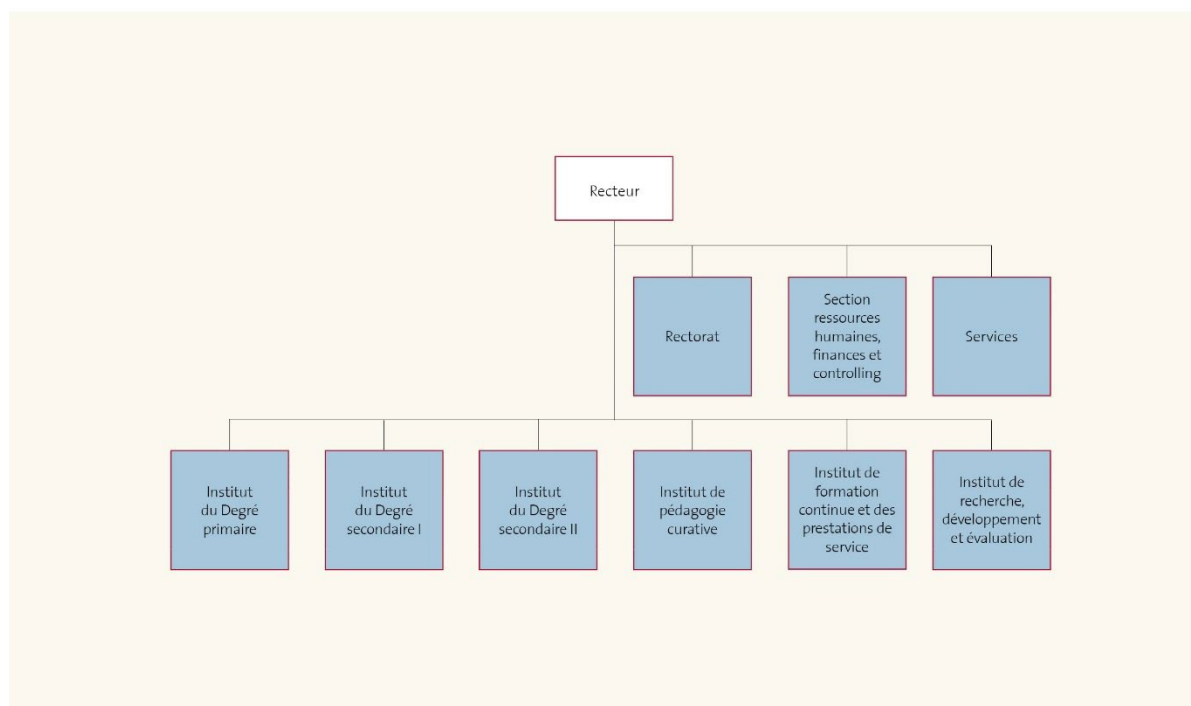 Recteur
Rectorat
Section
ressources
humaines,
finances et
controlling
Services
Institut
du Degré
primaire
Institut
du Degré
secondaire I
Institut
du Degré
secondaire II
Institut de
pédagogie
curative
Institut de
formation
continue et des
prestations de
service
Institut de
recherche,
développement
et évaluation